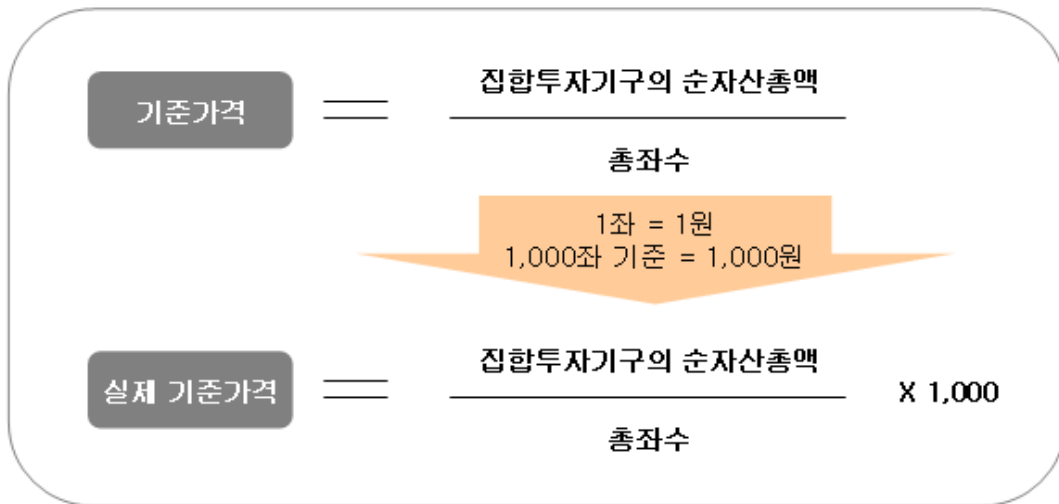 집합투자기구의 순자산총액
기준가격
총좌수
1좌 = 1원
1,000좌 기준 = 1,000원
집합투자기구의 순자산총액
실제 기준가격
X 1,000
총좌수